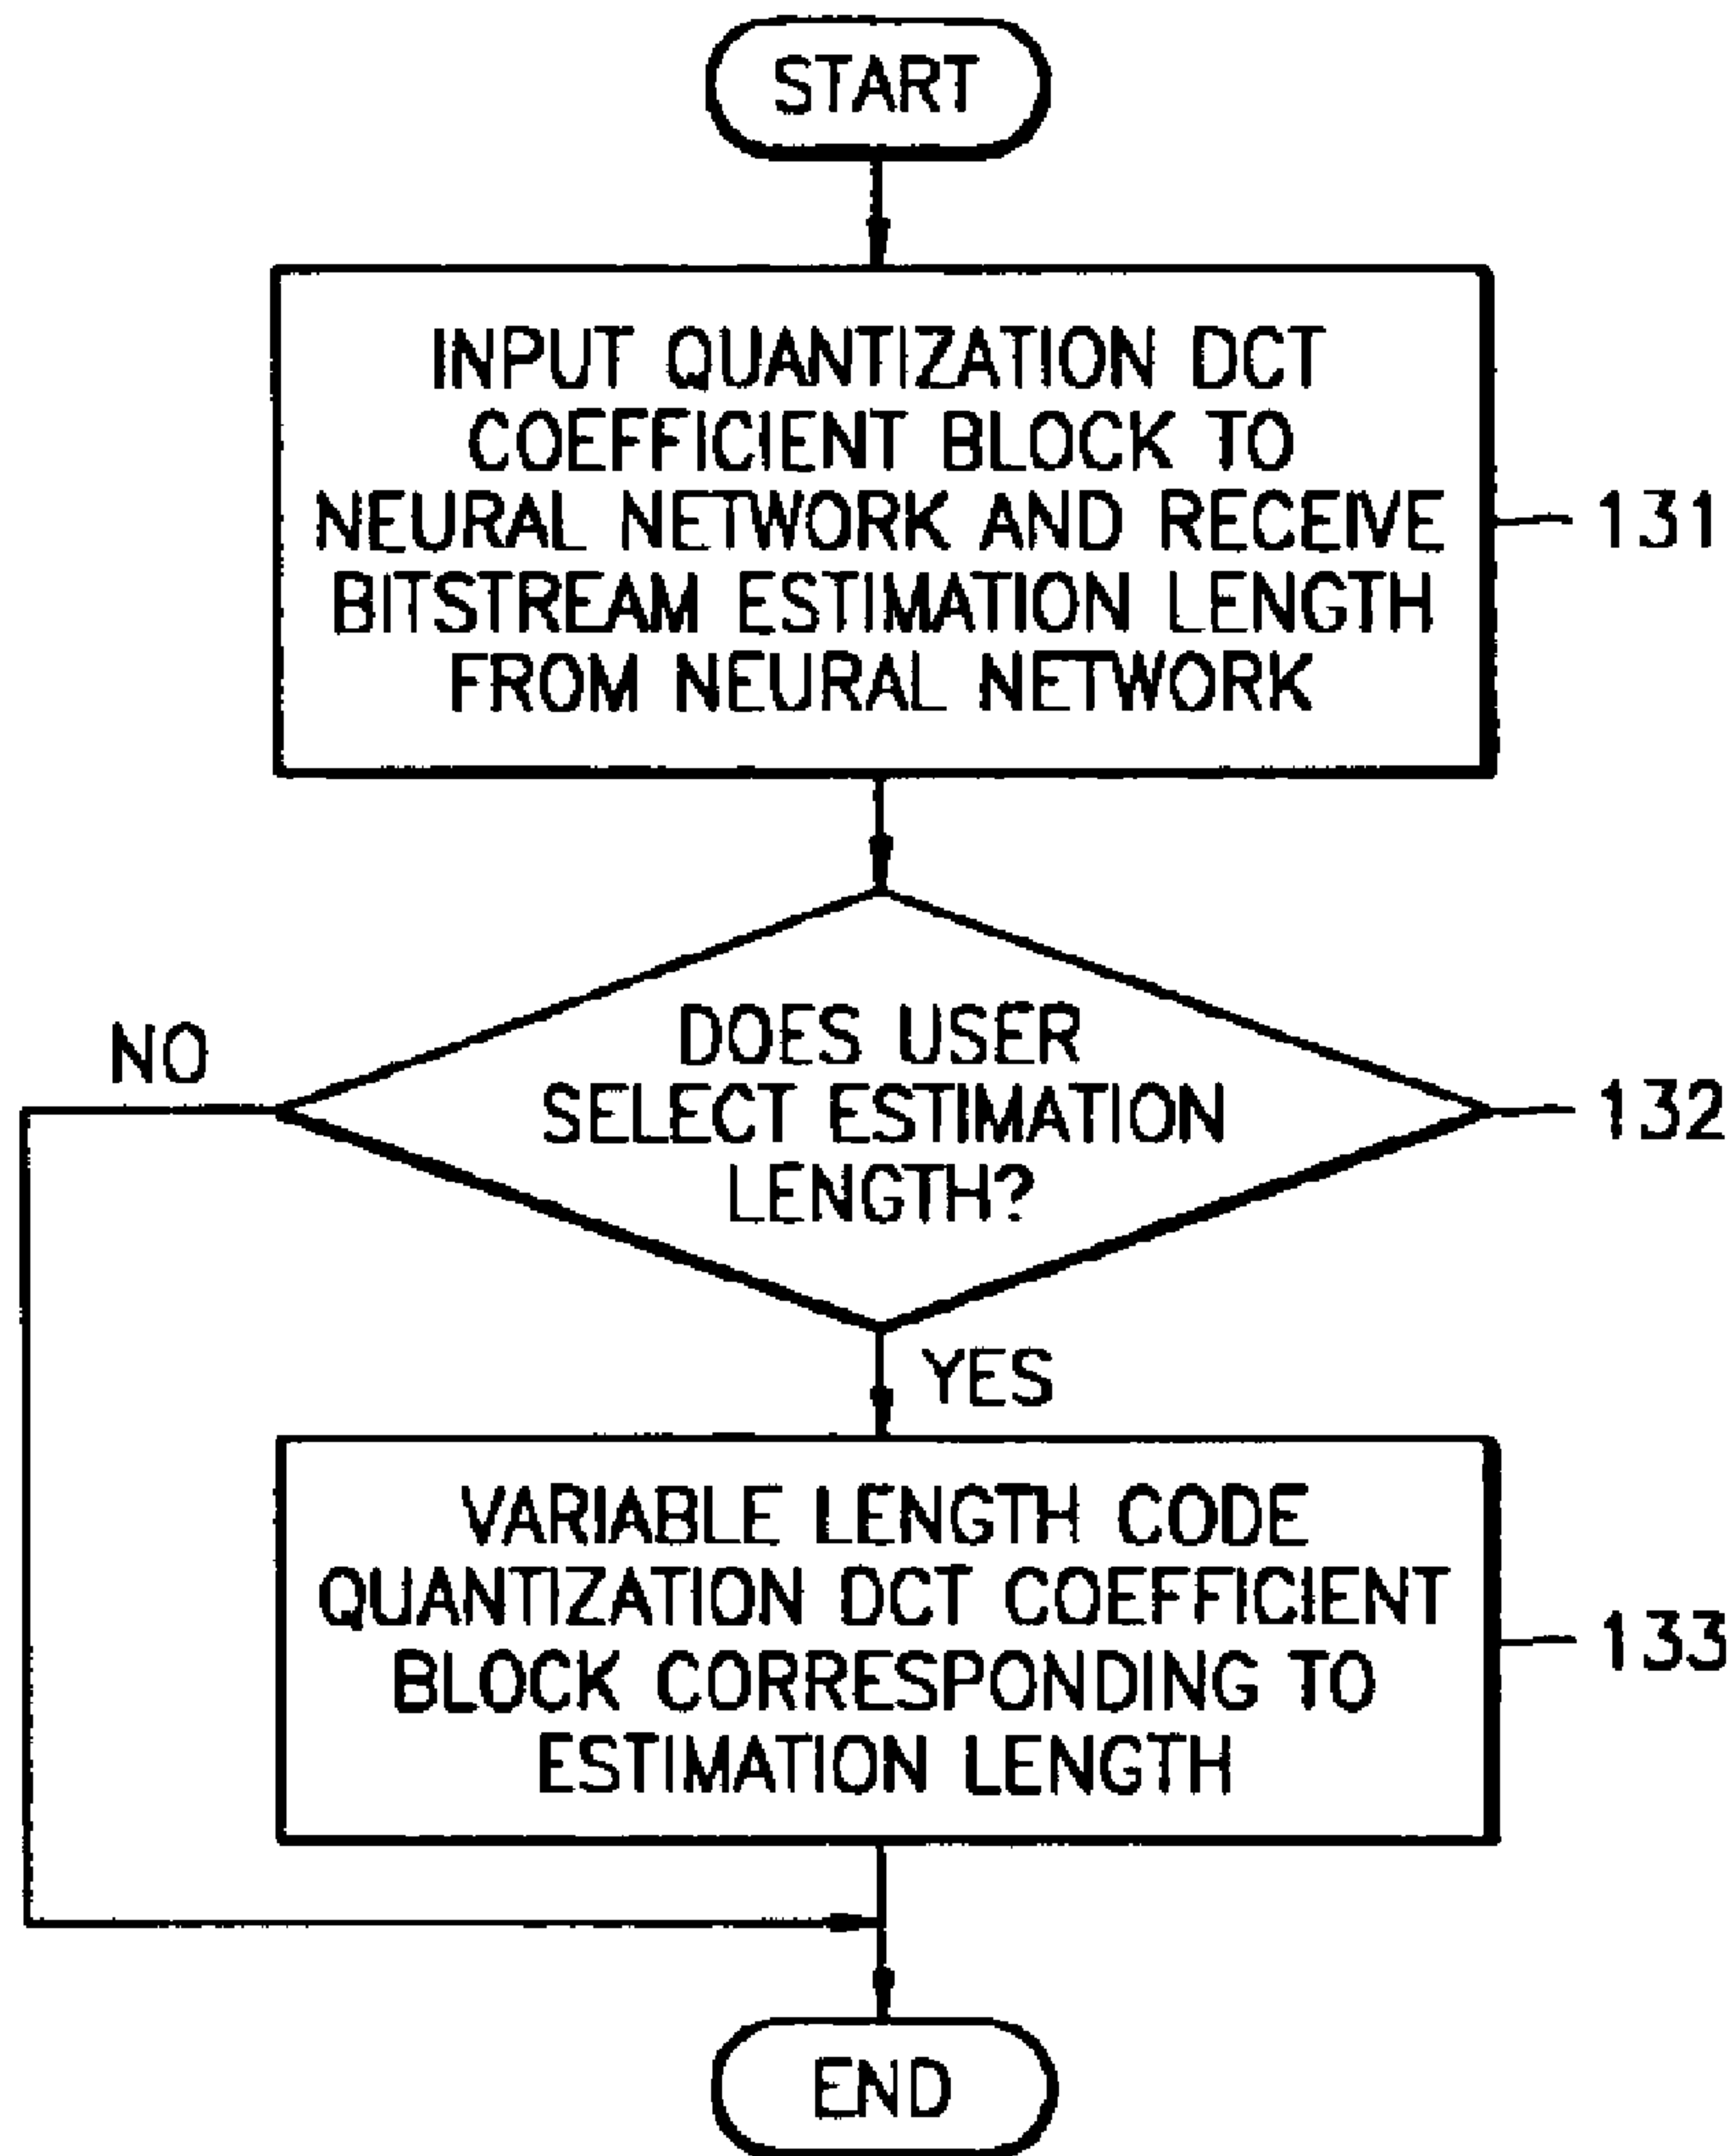 START
INPUT QUANTIZATION DCT
COEFFICIENT BLOCK TO
NEURAL NETWORK AND RECEIVE
BITSTREAM ESTIMATION LENGTH
FROM NEURAL NETWORK
131
DOES USER
SELECT ESTIMATION
LENGTH?
132
NO
YES
VARIABLE LENGTH CODE
QUANTIZATION DCT COEFFICIENT
BLOCK CORRESPONDING TO
ESTIMATION LENGTH
133
END